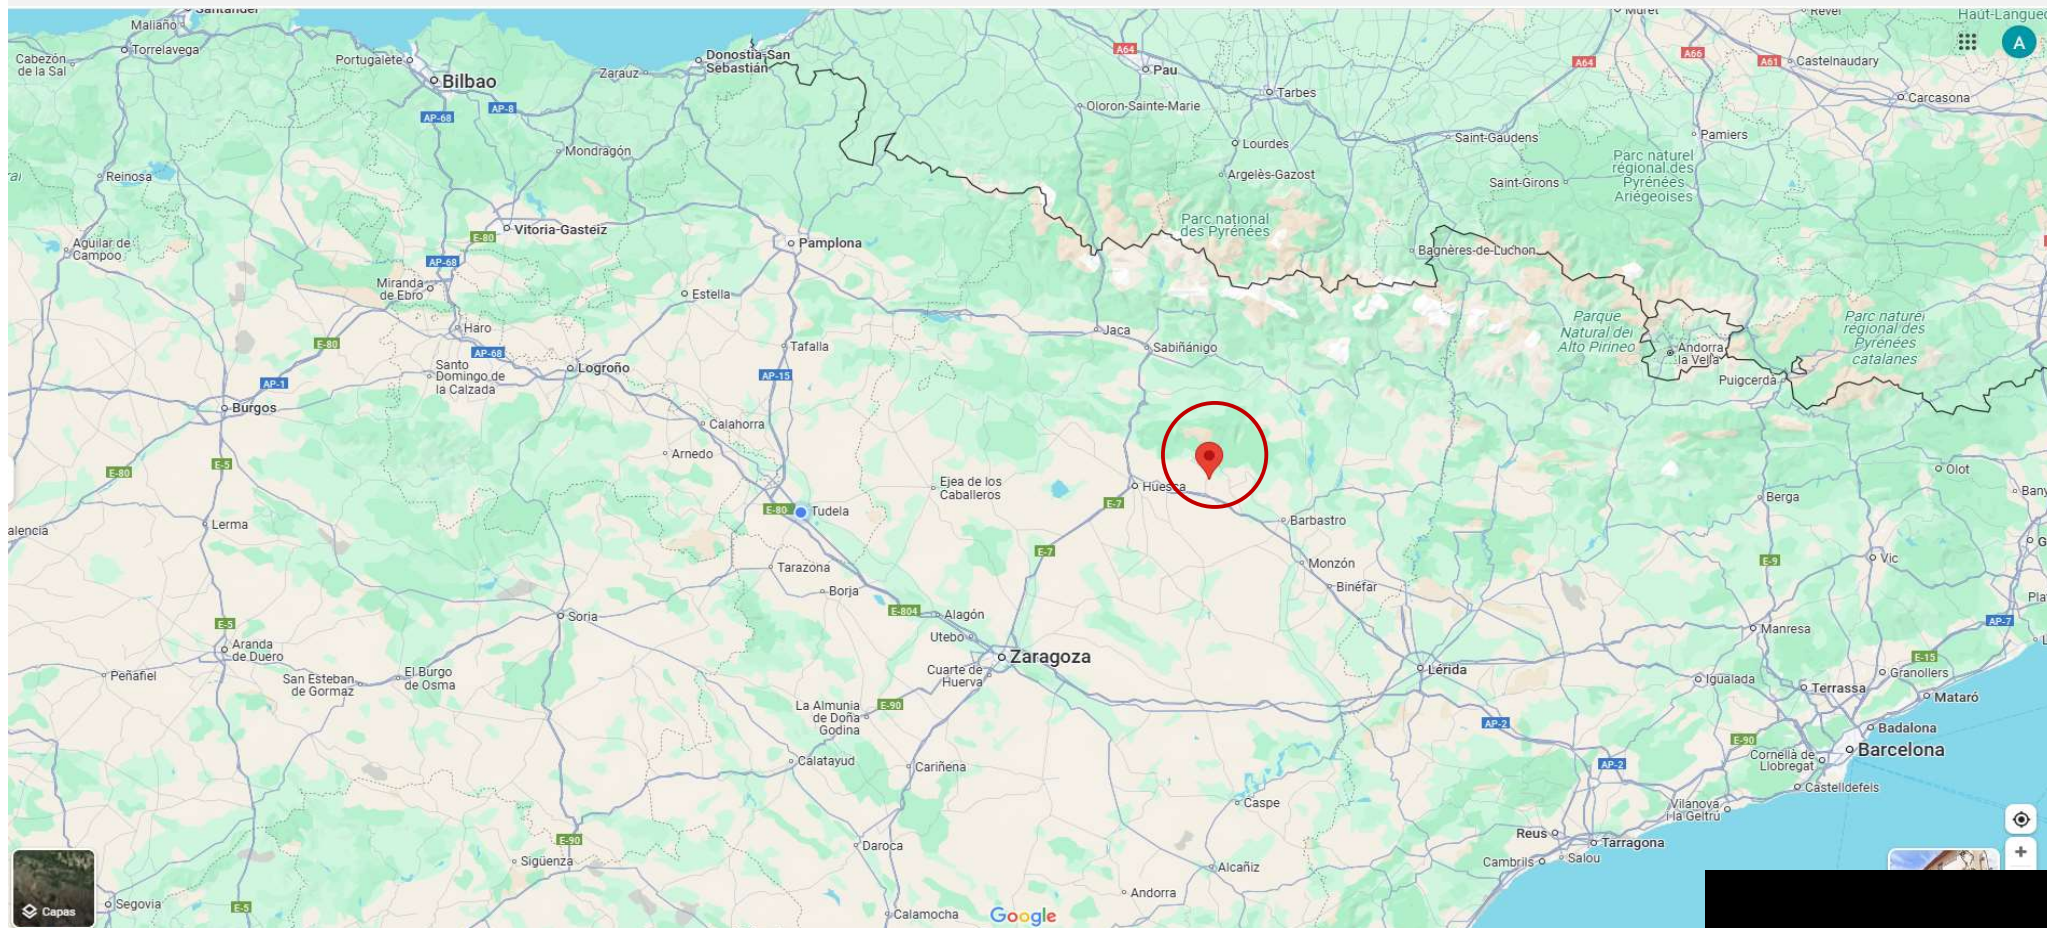 Santander
Maliaño
Torrelavega
Cabezón
de la Sal
Portugalete
Bilbao
Zarauz
Donostia-San
Sebastián
A64
Pau
Muret
Revel
Haut-Langued
A
A64
A66
A61
Castelnaudary
Carcasona
AP-8
AP-68
Oloron-Sainte-Marie
Tarbes
Lourdes
Saint-Gaudens
Pamiers
Mondragón
Reinosa
Argelès-Gazost
Saint-Girons
Parc naturel
régional des
Pyrénées
Ariégeoises
Parc national
des Pyrénées
Vitoria-Gasteiz
E-80
Pamplona
Bagnères-de-Luchon
Aguilar de
Campoo
AP-68
Miranda
de Ebro
Estella
Haro
E-80
AP-68
Jaca
Sabiñánigo
Tafalla
Parque
Natural del
Alto Pirineo
Andorra
la Vella
Parc naturel
régional des
Pyrénées
catalanes
Puigcerdà
Santo
Domingo de
la Calzada
Logroño
AP-15
AP-1
Burgos
Calahorra
Arnedo
E-80
E-5
Ejea de los
Caballeros
Huesca
E-7
Olot
Berga
Bany
E-80
Tudela
Barbastro
Lerma
alencia
E-7
Tarazona
Monzón
Vic
E-9
Borja
Binéfar
E-804
Alagón
Soria
E-5
Utebo
Manresa
AP-7
Aranda
de Duero
Zaragoza
Cuarte de
Huerva
Lérida
E-15
Granollers
Peñafiel
San Esteban
de Gormaz
El Burgo
de Osma
Igualada
Terrassa
Mataró
La Almunia
de Doña
Godina
E-90
AP-2
Badalona
Barcelona
E-90
Cornellà de
Llobregat
Calatayud
Cariñena
AP-2
Castelldefels
Caspe
Vilanova
i la Geltrú
E-90
Reus
Tarragona
Daroca
Sigüenza
Cambrils
Salou
Alcañiz
Andorra
Capas
Segovia
E-5
Calamocha
Google